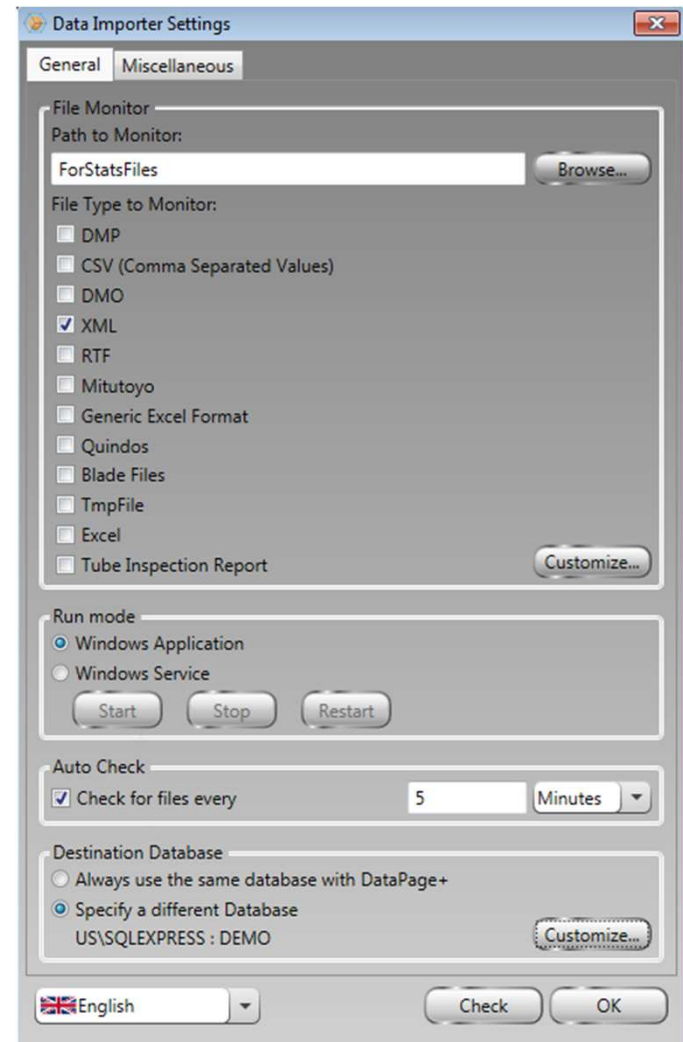 Data Importer Settings
General Miscellaneous
File Monitor
Path to Monitor:
ForStatsFiles Browse...
File Type to Monitor:
DMP
CSV (Comma Separated Values)
DMO
XML
RTF
Mitutoyo
Generic Excel Format
Quindos
Blade Files
TmpFile
Excel
Tube Inspection Report Customize...
Run mode
Windows Application
Windows Service
Start Stop Restart
Auto Check
Check for files every 5 Minutes
Destination Database
Always use the same database with DataPage+
Specify a different Database
US\SQLEXPRESS : DEMO Customize...
English Check OK